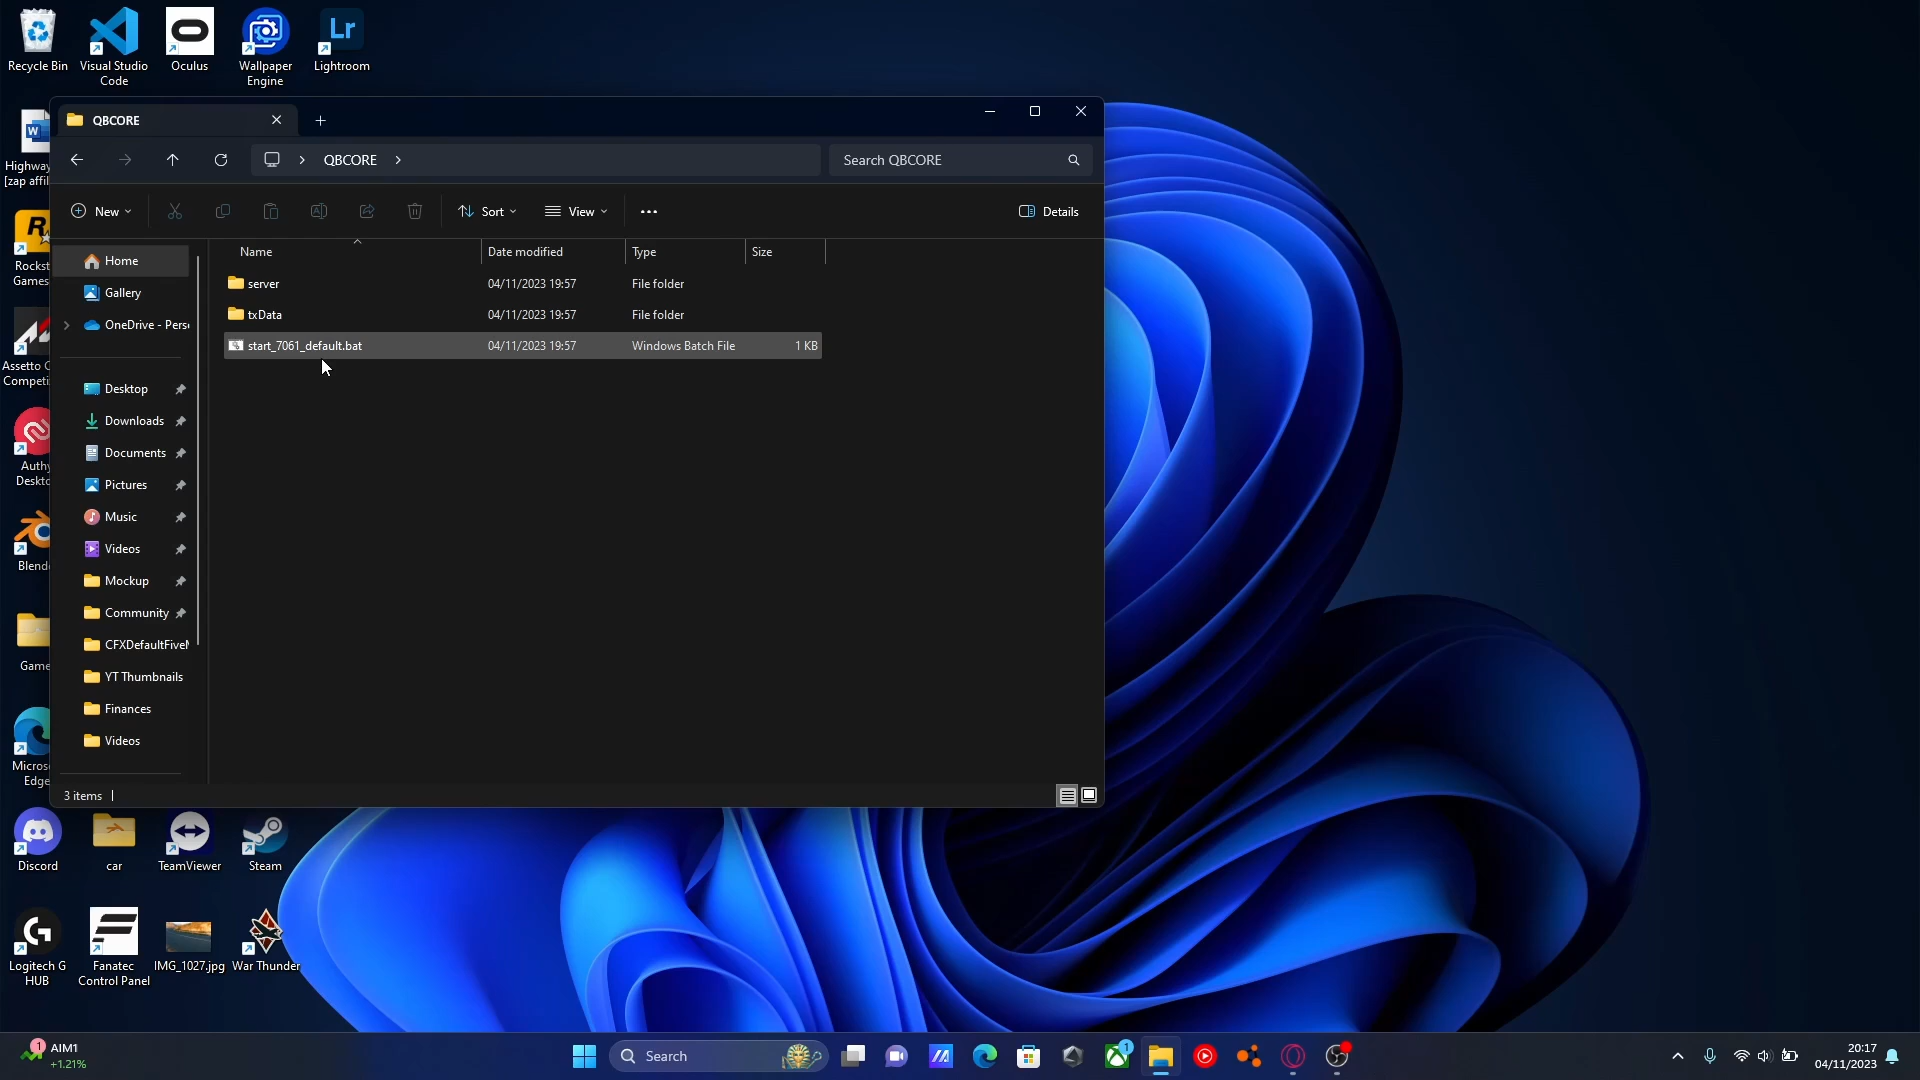 Recycle Bin
Visual Studio
Code
Oculus
Wallpaper
Engine
Lightroom
Lr
W
Highway
[zap affil
R
Rockst
Games
Assetto C
Competi
Authy
Deskto
Blend
Game
Micros
Edge
QBCORE
QBCORE
Search QBCORE
New
Sort
View
Details
Name
Date modified
Type
Size
server
04/11/2023 19:57
File folder
txData
04/11/2023 19:57
File folder
start_7061_default.bat
04/11/2023 19:57
Windows Batch File
1 KB
Home
Gallery
OneDrive - Pers
Desktop
Downloads
Documents
Pictures
Music
Videos
Mockup
Community
CFXDefaultFive
YT Thumbnails
Finances
Videos
3 items
Discord
car
TeamViewer
Steam
Logitech G
HUB
Fanatec
Control Panel
IMG_1027.jpg
War Thunder
1
AIM1
+1.21%
Search
1
20:17
04/11/2023